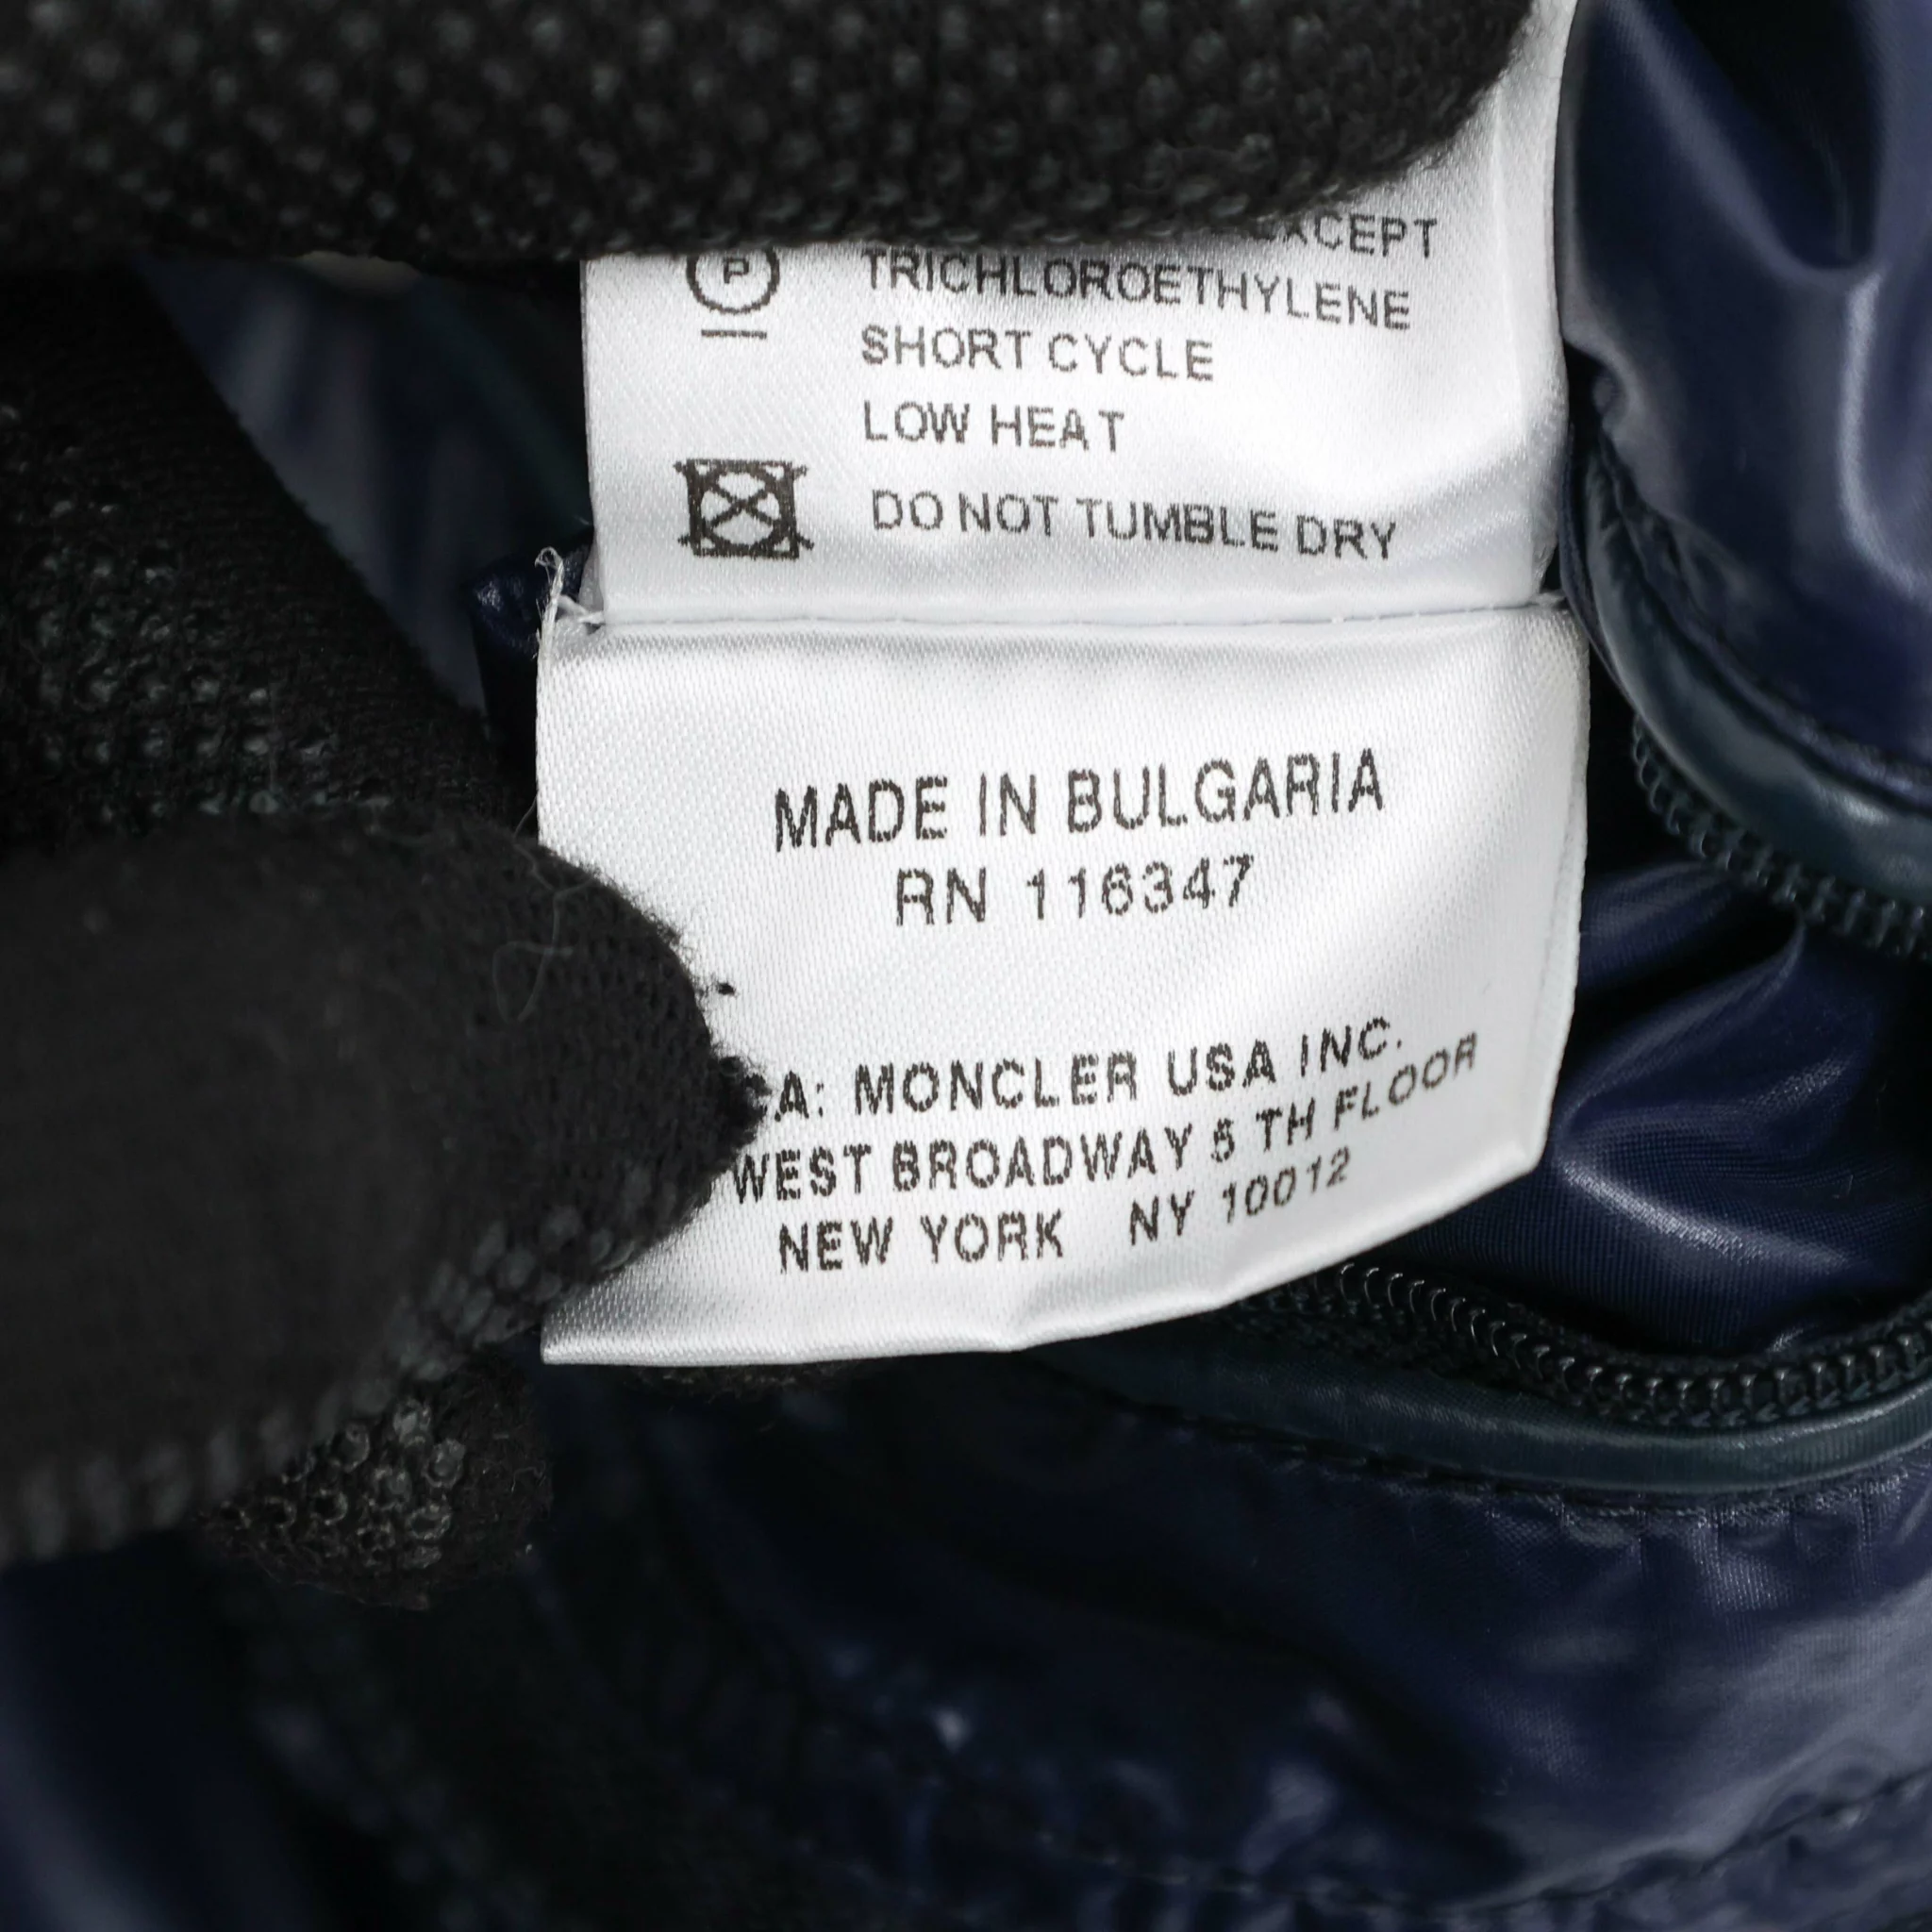 P
TRICHLOROETHYLENE
SHORT CYCLE
LOW HEAT
DO NOT TUMBLE DRY
MADE IN BULGARIA
RN 116347
CA: MONCLER USA INC.
WEST BROADWAY 5 TH FLOOR
NEW YORK NY 10012